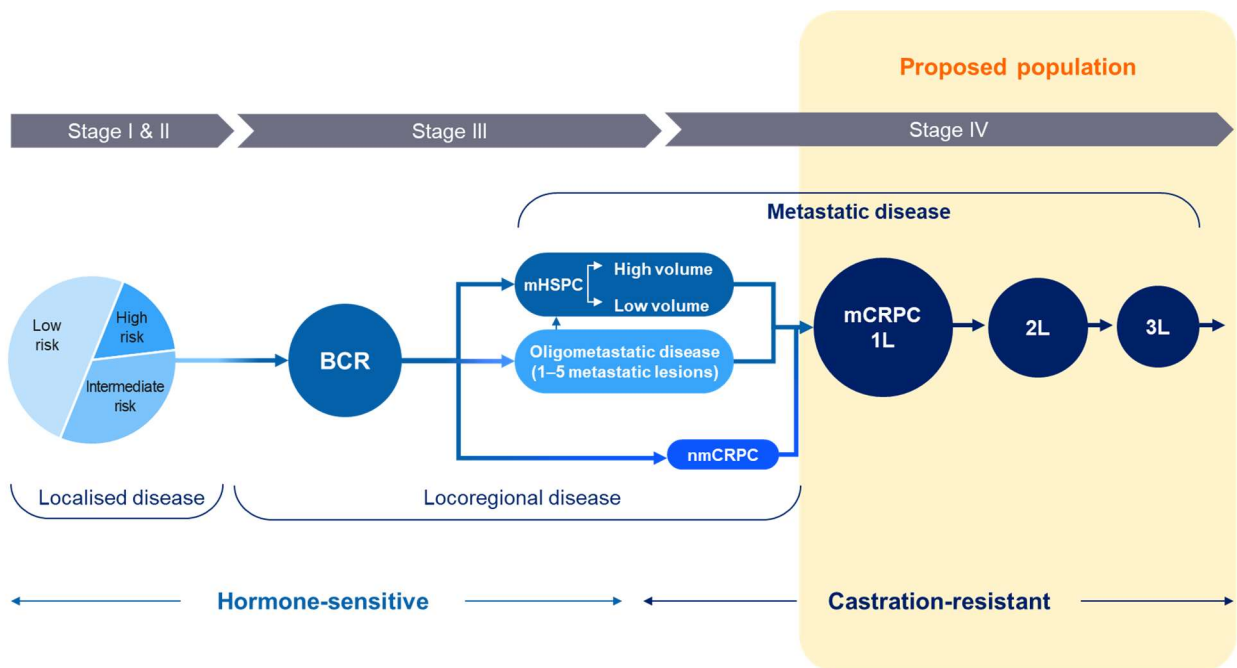 Proposed population
Stage I & II
Stage III
Stage IV
Metastatic disease
Low
risk
High
risk
Intermediate
risk
BCR
mHSPC
High volume
Low volume
Oligometastatic disease
(1–5 metastatic lesions)
nmCRPC
mCRPC
1L
2L
3L
Localised disease
Locoregional disease
Hormone-sensitive
Castration-resistant